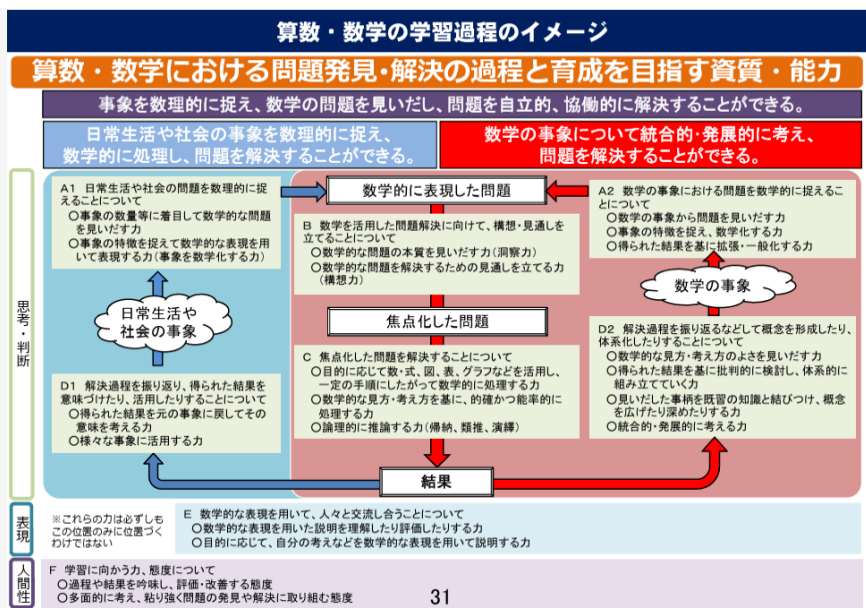 算数・数学の学習過程のイメージ
算数・数学における問題発見・解決の過程と育成を目指す資質・能力
事象を数理的に捉え、数学の問題を見いだし、問題を自立的、協働的に解決することができる。
日常生活や社会の事象を数理的に捉え、
数学的に処理し、問題を解決することができる。
数学の事象について統合的・発展的に考え、
問題を解決することができる。
思考・判断
A1 日常生活や社会の問題を数理的に捉
えることについて
○事象の数量等に着目して数学的な問題
を見いだす力
○事象の特徴を捉えて数学的な表現を用
いて表現する力(事象を数学化する力)
日常生活や
社会の事象
D1 解決過程を振り返り、得られた結果を
意味づけたり、活用したりすることについて
○得られた結果を元の事象に戻してその
意味を考える力
○様々な事象に活用する力
数学的に表現した問題
B 数学を活用した問題解決に向けて、構想・見通しを
立てることについて
○数学的な問題の本質を見いだす力(洞察力)
○数学的な問題を解決するための見通しを立てる力
(構想力)
焦点化した問題
C 焦点化した問題を解決することについて
○目的に応じて数・式、図、表、グラフなどを活用し、
一定の手順にしたがって数学的に処理する力
○数学的な見方・考え方を基に、的確かつ能率的に
処理する力
○論理的に推論する力(帰納、類推、演繹)
結果
A2 数学の事象における問題を数学的に捉えるこ
とについて
○数学の事象から問題を見いだす力
○事象の特徴を捉え、数学化する力
○得られた結果を基に拡張・一般化する力
数学の事象
D2 解決過程を振り返るなどして概念を形成したり、
体系化したりすることについて
○数学的な見方・考え方のよさを見いだす力
○得られた結果を基に批判的に検討し、体系的に
組み立てていく力
○見いだした事柄を既習の知識と結びつけ、概念
を広げたり深めたりする力
○統合的・発展的に考える力
表現
※これらの力は必ずしも
この位置のみに位置づく
わけではない
E 数学的な表現を用いて、人々と交流し合うことについて
○数学的な表現を用いた説明を理解したり評価したりする力
○目的に応じて、自分の考えなどを数学的な表現を用いて説明する力
人間性
F 学習に向かう力、態度について
○過程や結果を吟味し、評価・改善する態度
○多面的に考え、粘り強く問題の発見や解決に取り組む態度
31